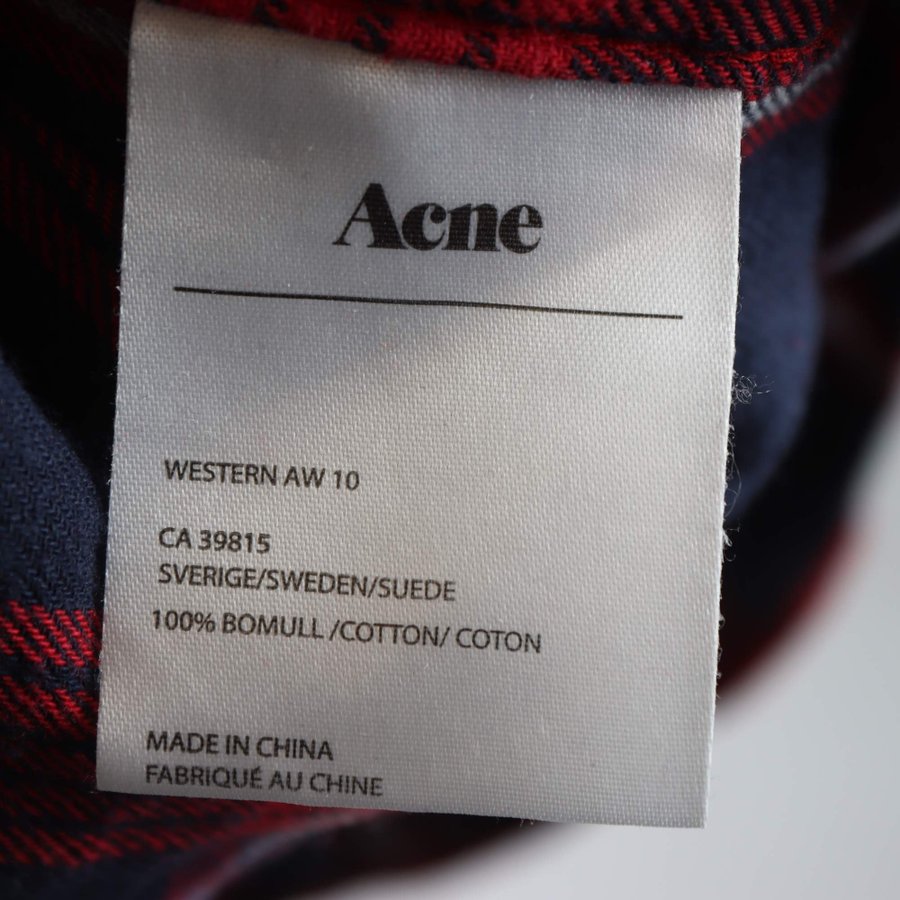 Acne
WESTERN AW 10
CA 39815
SVERIGE/SWEDEN/SUEDE
100% BOMULL /COTTON/ COTON
MADE IN CHINA
FABRIQUÉ AU CHINE